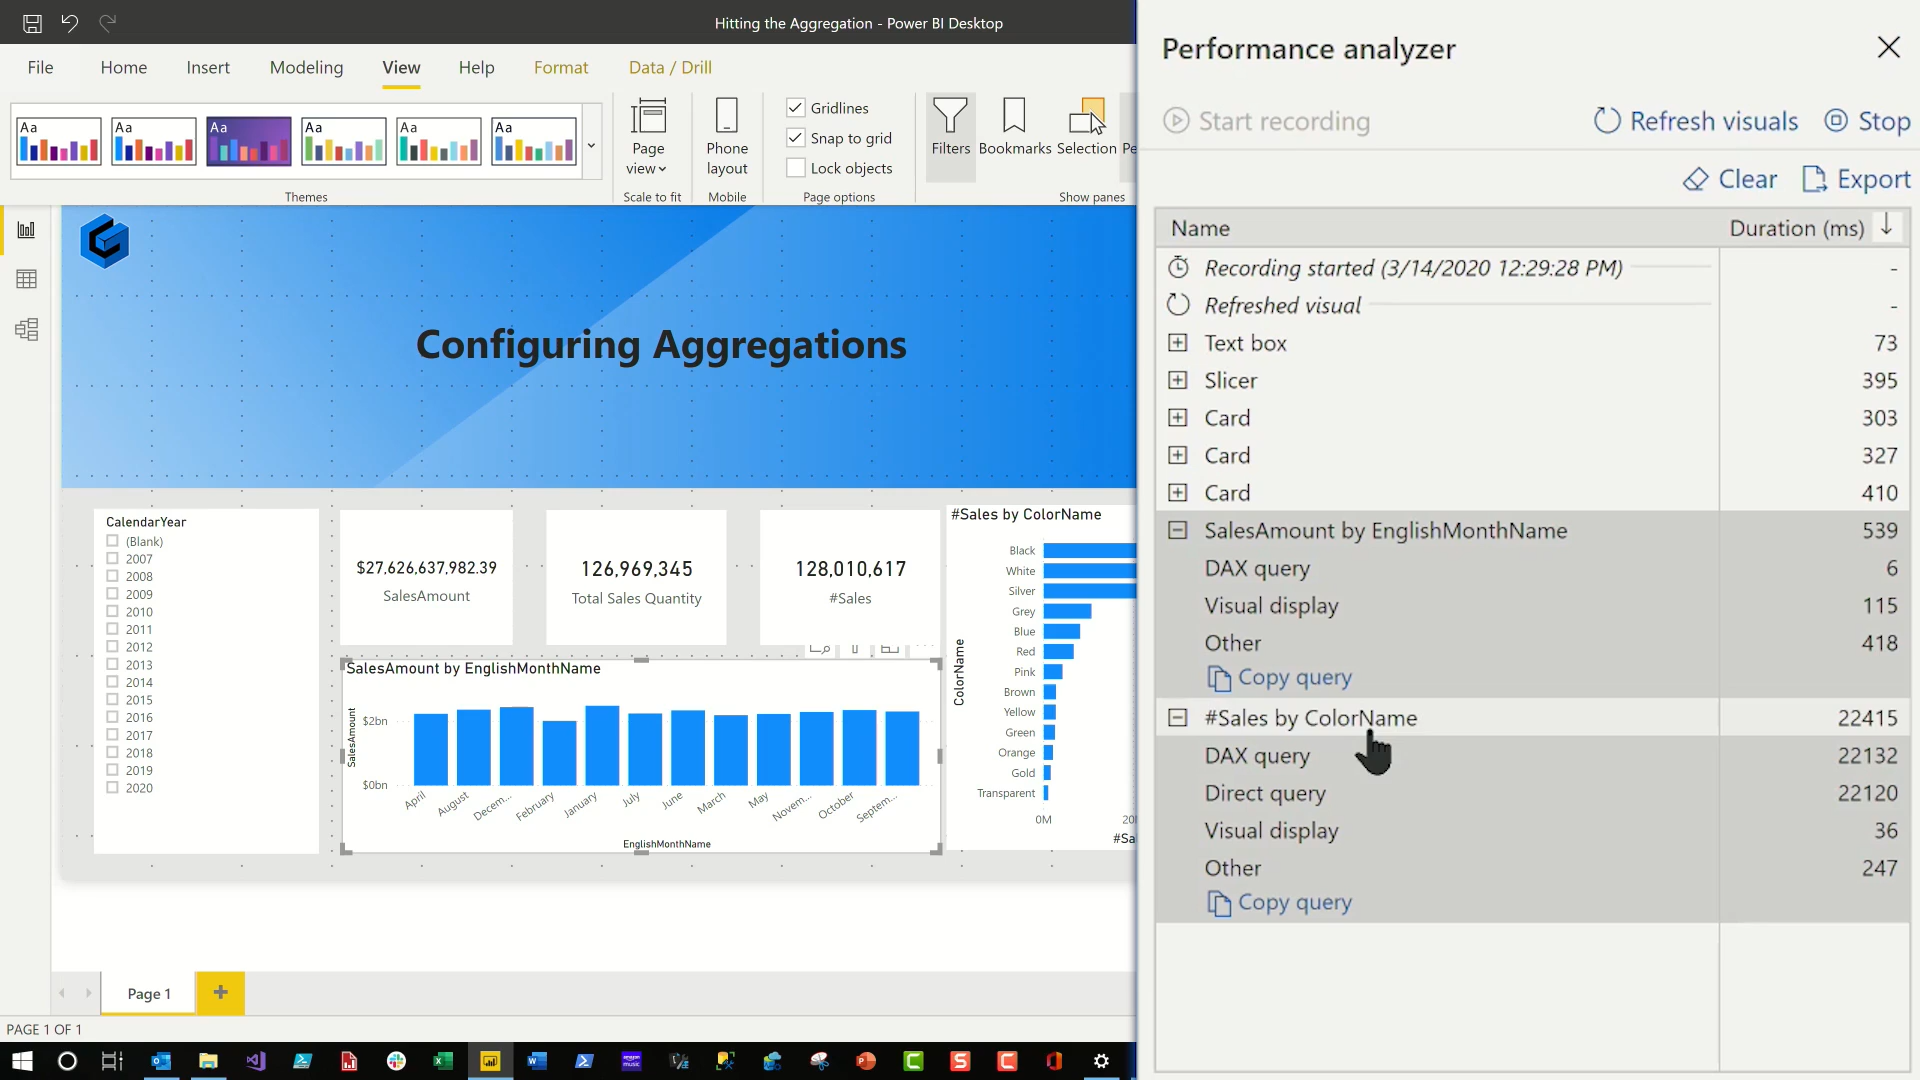 Hitting the Aggregation - Power BI Desktop
File Home Insert Modeling View Help Format Data / Drill
Aa Aa Aa Aa Aa Aa
Themes
Page view
Scale to fit
Phone layout
Mobile
Gridlines
Snap to grid
Lock objects
Page options
Filters Bookmarks Selection Pe
Show panes
Configuring Aggregations
CalendarYear
(Blank)
2007
2008
2009
2010
2011
2012
2013
2014
2015
2016
2017
2018
2019
2020
$27,626,637,982.39
SalesAmount
126,969,345
Total Sales Quantity
128,010,617
#Sales
SalesAmount by EnglishMonthName
SalesAmount
$2bn
$0bn
April August Decem... February January July June March May Novem... October Septem...
EnglishMonthName
#Sales by ColorName
ColorName
Black
White
Silver
Grey
Blue
Red
Pink
Brown
Yellow
Green
Orange
Gold
Transparent
0M 20
#Sa
Page 1
PAGE 1 OF 1
Performance analyzer
Start recording Refresh visuals Stop
Clear Export
Name Duration (ms)
Recording started (3/14/2020 12:29:28 PM) -
Refreshed visual -
Text box 73
Slicer 395
Card 303
Card 327
Card 410
SalesAmount by EnglishMonthName 539
DAX query 6
Visual display 115
Other 418
Copy query
#Sales by ColorName 22415
DAX query 22132
Direct query 22120
Visual display 36
Other 247
Copy query